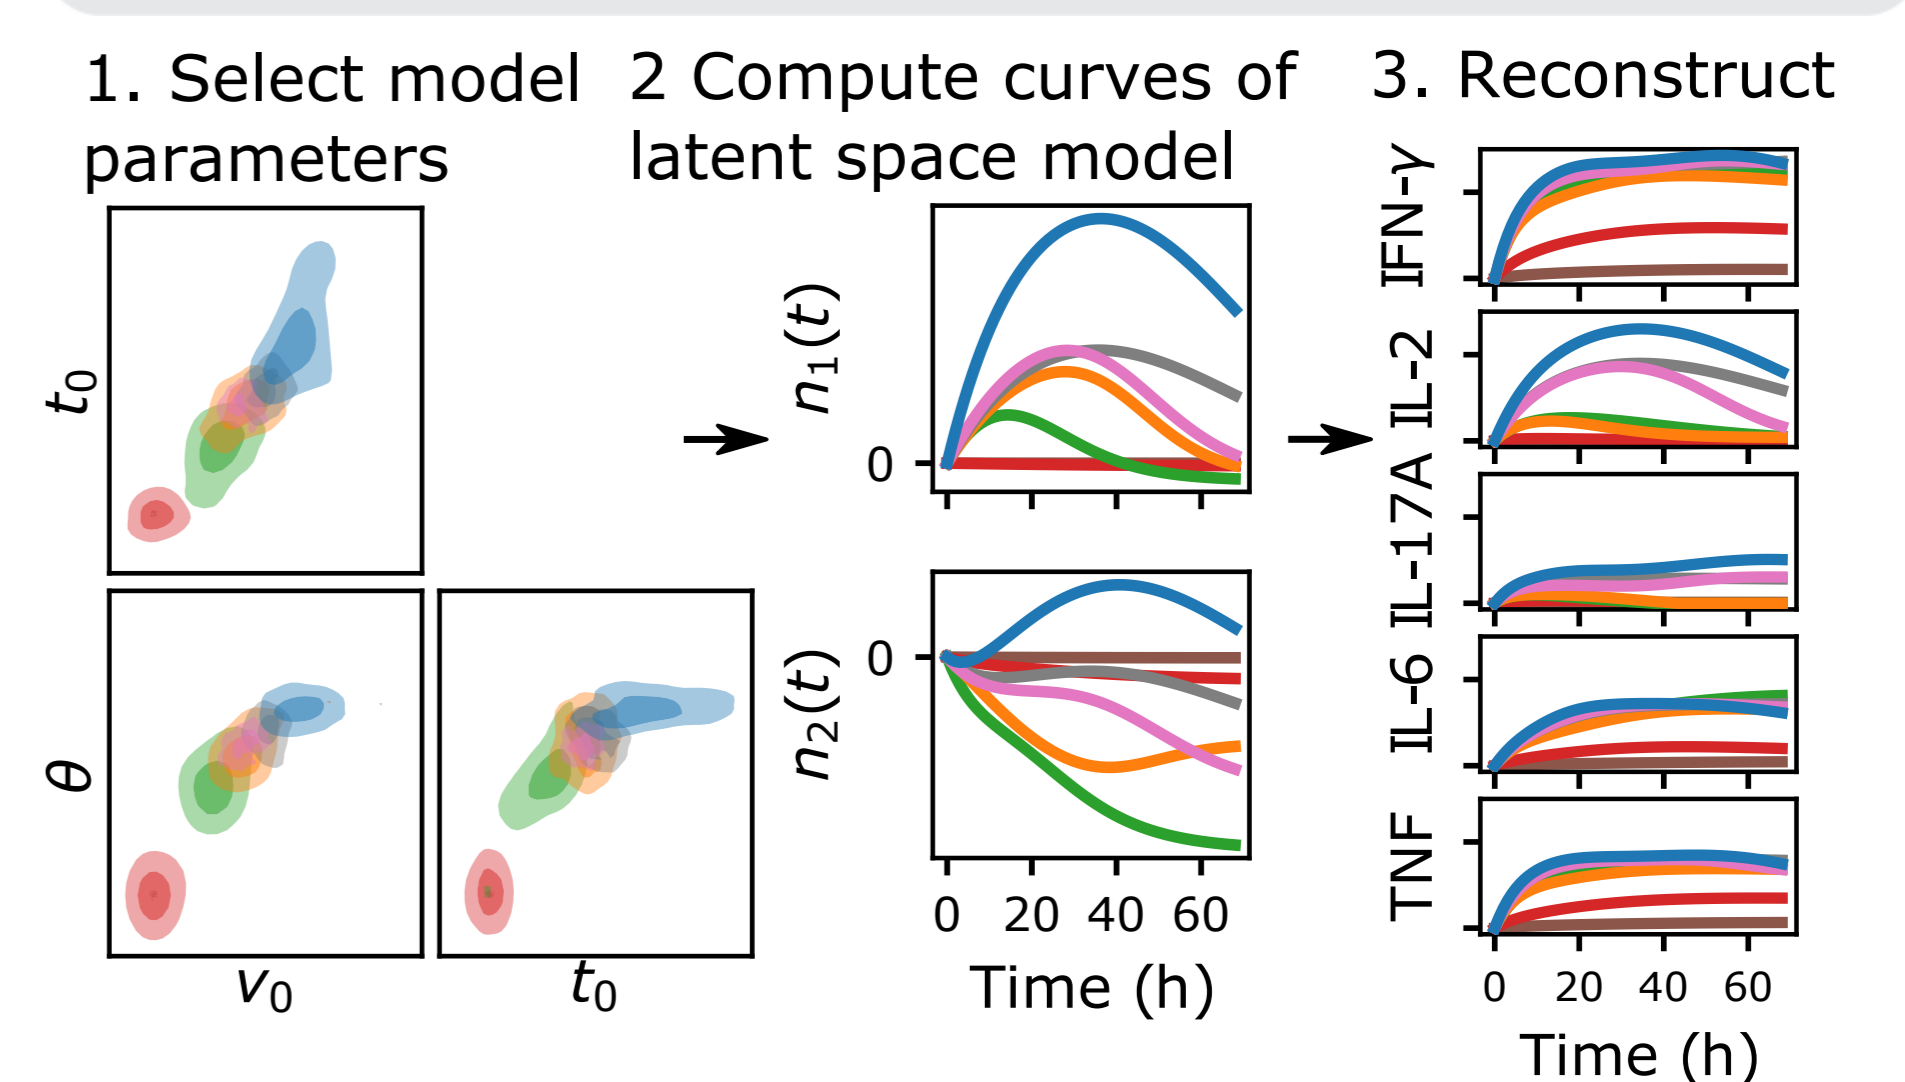 1. Select model
parameters
t0
θ
v0
t0
2 Compute curves of
latent space model
n1(t)
0
n2(t)
0
0 20 40 60
Time (h)
3. Reconstruct
IFN-γ
IL-2
IL-17A
IL-6
TNF
0 20 40 60
Time (h)